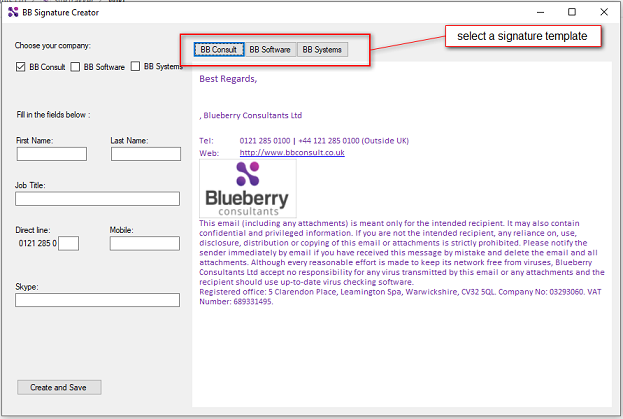 BB Signature Creator
select a signature template
Choose your company:
BB Consult BB Software BB Systems
BB Consult BB Software BB Systems
Best Regards,
, Blueberry Consultants Ltd
Fill in the fields below :
First Name: Last Name:
Tel: 0121 285 0100 | +44 121 285 0100 (Outside UK)
Web: http://www.bbconsult.co.uk
Blueberry
consultants
Job Title:
Direct line: Mobile:
0121 285 0
Skype:
This email (including any attachments) is meant only for the intended recipient. It may also contain
confidential and privileged information. If you are not the intended recipient, any reliance on, use,
disclosure, distribution or copying of this email or attachments is strictly prohibited. Please notify the
sender immediately by email if you have received this message by mistake and delete the email and all
attachments. Although every reasonable effort is made to keep its network free from viruses, Blueberry
Consultants Ltd accept no responsibility for any virus transmitted by this email or any attachments and the
recipient should use up-to-date virus checking software.
Registered office: 5 Clarendon Place, Leamington Spa, Warwickshire, CV32 5QL. Company No: 03293060. VAT
Number: 689331495.
Create and Save